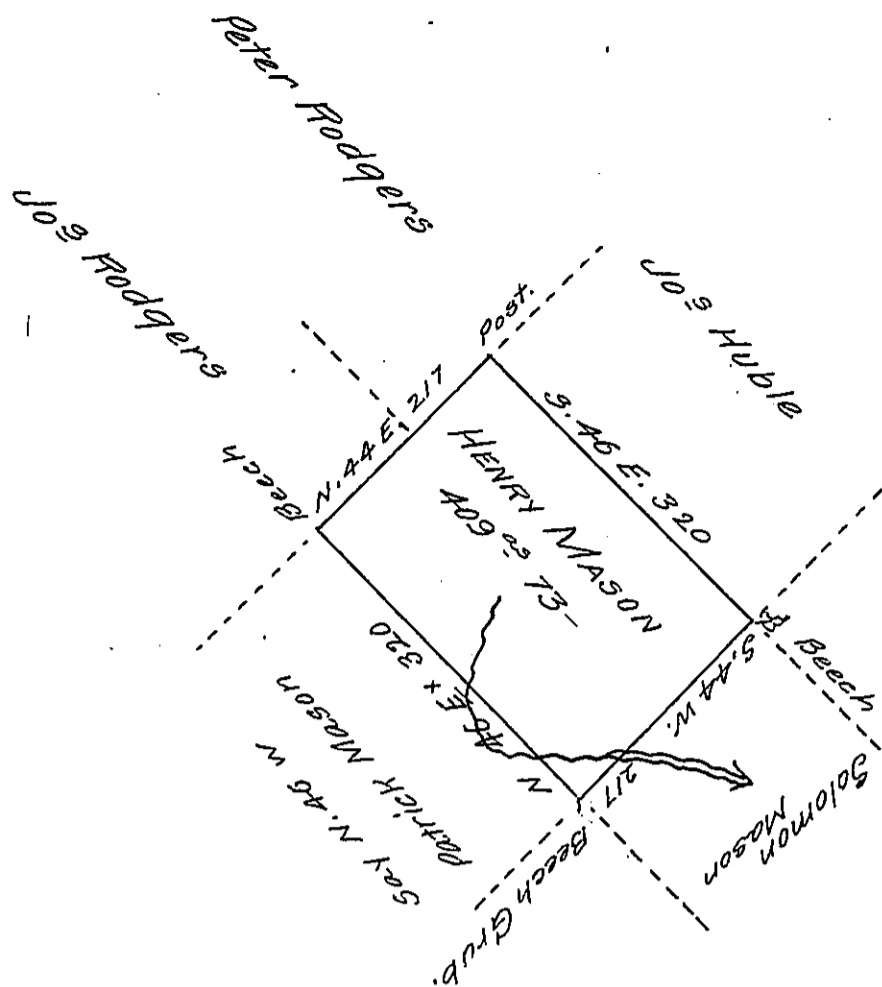 Peter Rodgers
Jos Rodgers
Jos Huble
Post.
N. 44 E. 217
Beech
S. 46 E. 320
HENRY MASON
409 as 73-
Beech
S. 44 W. 217
Solomon
Mason
N 46 E + 320
Patrick Mason
Say N. 46 W
Beech Grub.